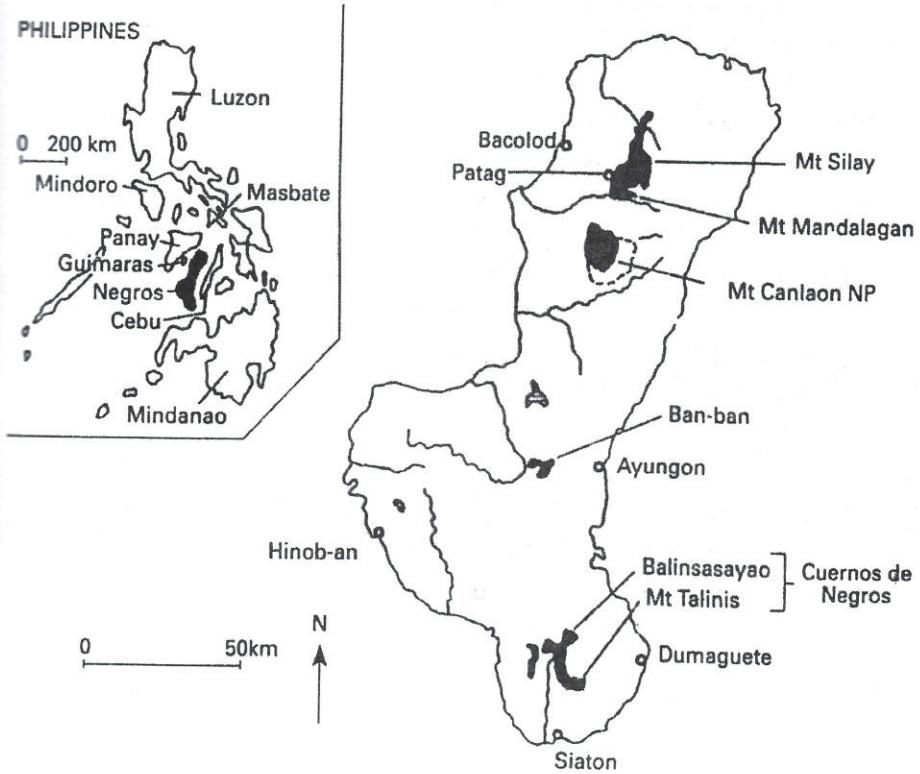 PHILIPPINES
Luzon
0 200 km
Mindoro
Masbate
Panay
Guimaras
Negros
Cebu
Mindanao
Bacolod
Patag
Mt Silay
Mt Mandalagan
Mt Canlaon NP
Ban-ban
Ayungon
Hinob-an
Balinsasayao
Mt Talinis
Cuernos de
Negros
Dumaguete
Siaton
0 50km
N